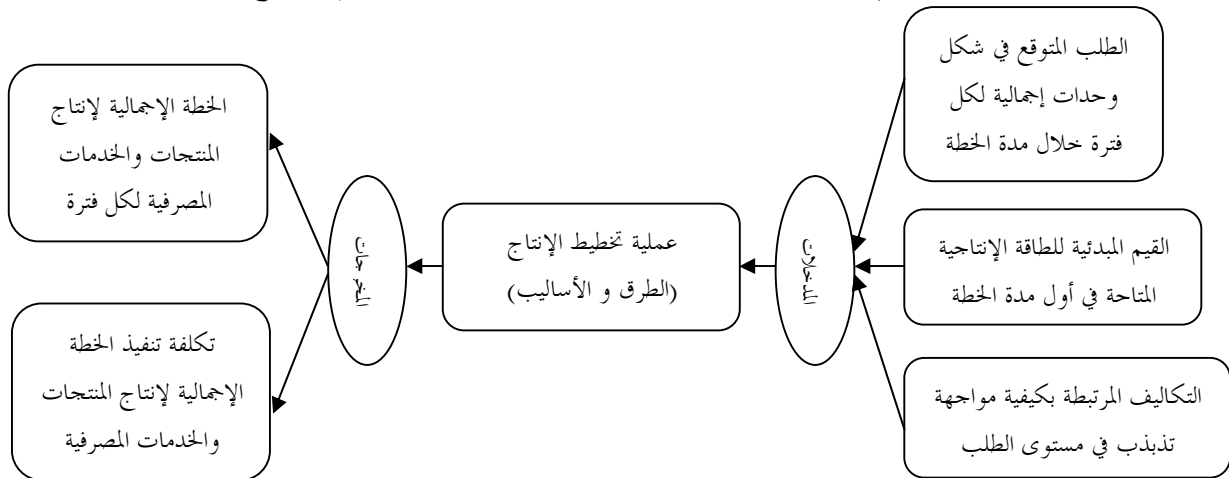 الطلب المتوقع في شكل
وحدات إجمالية لكل
فترة خلال مدة الخطة
القيم المبدئية للطاقة الإنتاجية
المتاحة في أول مدة الخطة
التكاليف المرتبطة بكيفية مواجهة
تذبذب في مستوى الطلب
المدخلات
عملية تخطيط الإنتاج
(الطرق و الأساليب)
المخرجات
الخطة الإجمالية لإنتاج
المنتجات والخدمات
المصرفية لكل فترة
تكلفة تنفيذ الخطة
الإجمالية لإنتاج المنتجات
والخدمات المصرفية